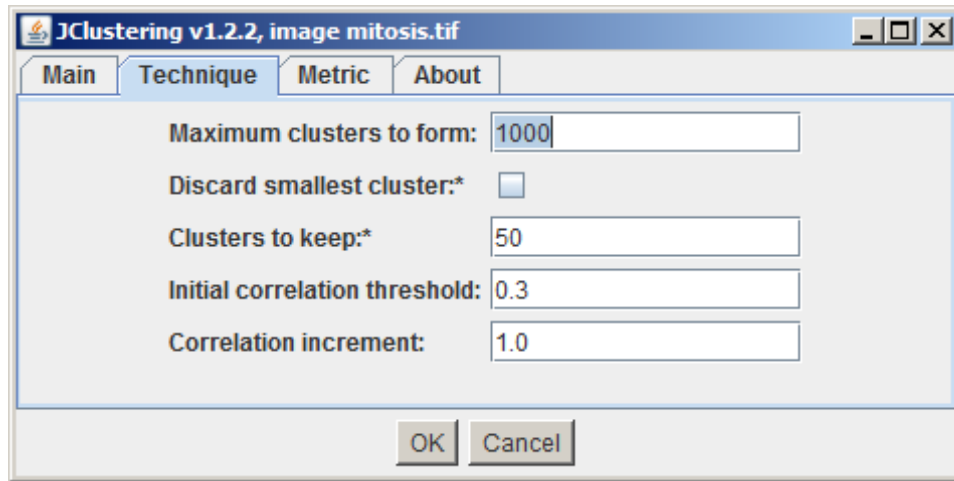 JClustering v1.2.2, image mitosis.tif
Main Technique Metric About
Maximum clusters to form: 1000
Discard smallest cluster:*
Clusters to keep:* 50
Initial correlation threshold: 0.3
Correlation increment: 1.0
OK Cancel